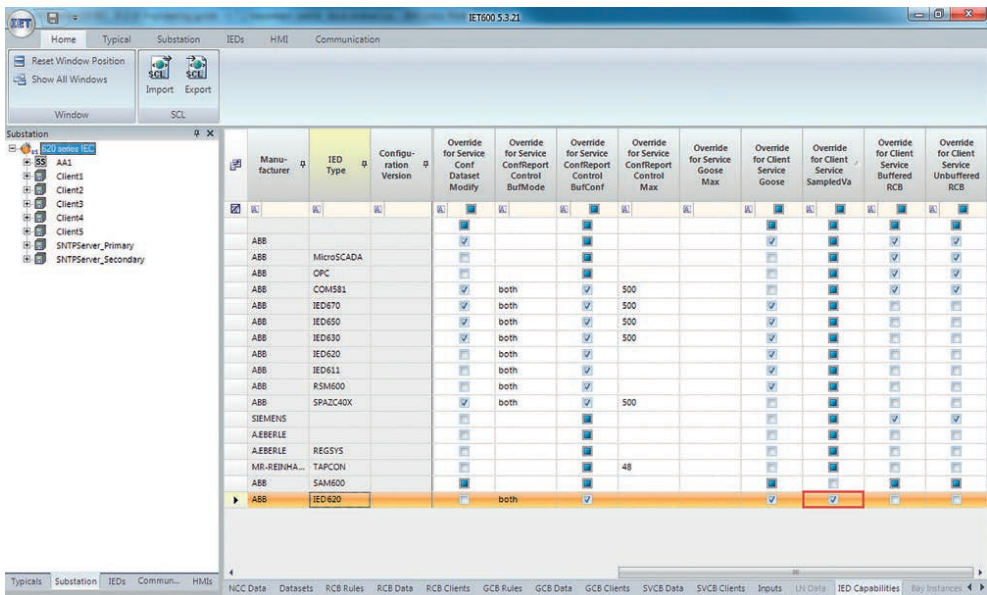 IET600 5.3.21
IET
Home Typical Substation IEDs HMI Communication
Reset Window Position
Show All Windows
SCL SCL
Import Export
Window SCL
Substation
620 series IEC
SS AA1
Client1
Client2
Client3
Client4
Client5
SNTPServer_Primary
SNTPServer_Secondary
Manu-facturer IED Type Configu-ration Version Override for Service Conf Dataset Modify Override for Service ConfReport Control BufMode Override for Service ConfReport Control BufConf Override for Service ConfReport Control Max Override for Service Goose Max Override for Client Service Goose Override for Client Service SampledVa Override for Client Service Buffered RCB Override for Client Service Unbuffered RCB
ABB
ABB MicroSCADA
ABB OPC
ABB COM581 both 500
ABB IED670 both 500
ABB IED650 both 500
ABB IED630 both 500
ABB IED620 both
ABB IED611 both
ABB RSM600 both
ABB SPAZC40X both 500
SIEMENS
A.EBERLE
A.EBERLE REGSYS
MR-REINHA... TAPCON 48
ABB SAM600
ABB IED620 both
Typicals Substation IEDs Commun... HMIs
NCC Data Datasets RCB Rules RCB Data RCB Clients GCB Rules GCB Data GCB Clients SVCB Data SVCB Clients Inputs LN Data IED Capabilities Bay Instances